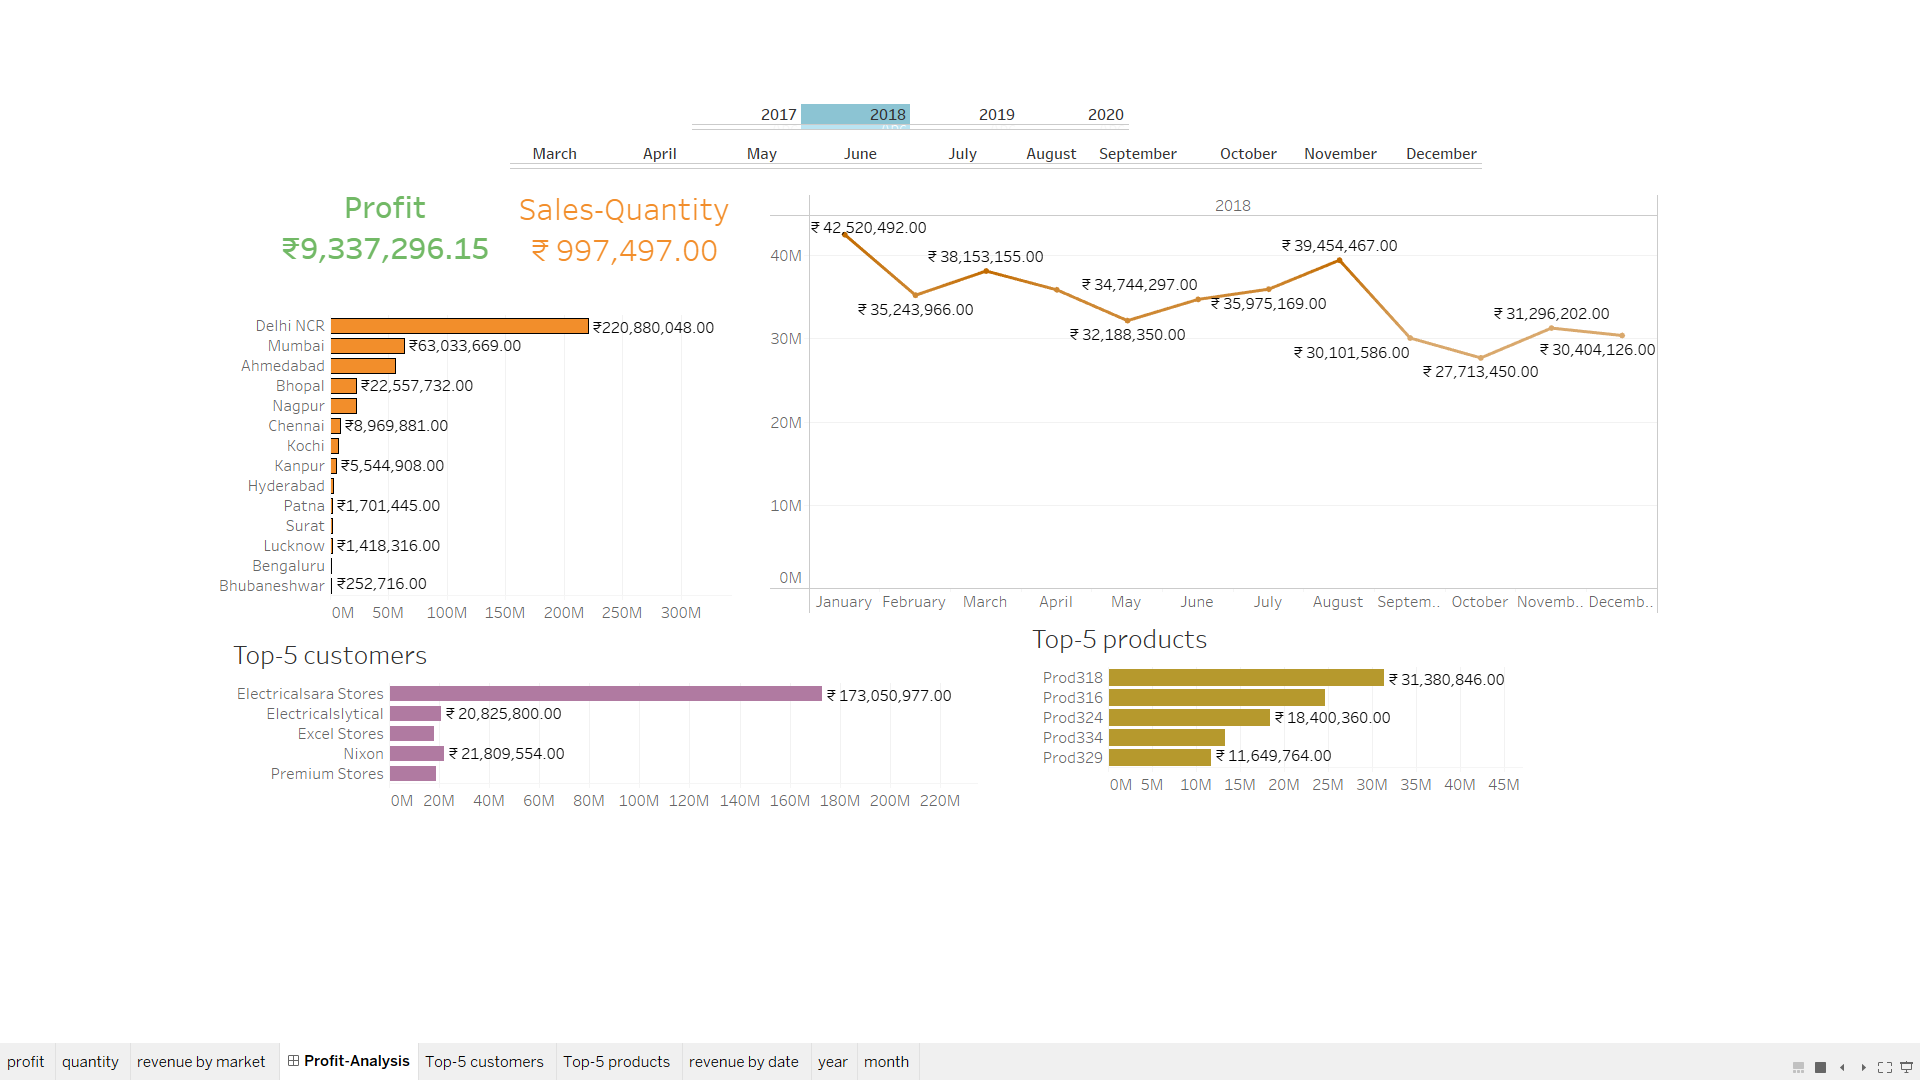 2017 2018 2019 2020
March April May June July August September October November December
Profit
₹9,337,296.15
Sales-Quantity
₹ 997,497.00
Delhi NCR ₹220,880,048.00
Mumbai ₹63,033,669.00
Ahmedabad
Bhopal ₹22,557,732.00
Nagpur
Chennai ₹8,969,881.00
Kochi
Kanpur ₹5,544,908.00
Hyderabad
Patna ₹1,701,445.00
Surat
Lucknow ₹1,418,316.00
Bengaluru
Bhubaneshwar ₹252,716.00
0M 50M 100M 150M 200M 250M 300M
2018
40M
30M
20M
10M
0M
₹ 42,520,492.00
₹ 35,243,966.00
₹ 38,153,155.00
₹ 32,188,350.00
₹ 34,744,297.00
₹ 35,975,169.00
₹ 39,454,467.00
₹ 30,101,586.00
₹ 27,713,450.00
₹ 31,296,202.00
₹ 30,404,126.00
January February March April May June July August Septem.. October Novemb.. Decemb..
Top-5 customers
Electricalsara Stores ₹ 173,050,977.00
Electricalslytical ₹ 20,825,800.00
Excel Stores
Nixon ₹ 21,809,554.00
Premium Stores
0M 20M 40M 60M 80M 100M 120M 140M 160M 180M 200M 220M
Top-5 products
Prod318 ₹ 31,380,846.00
Prod316
Prod324 ₹ 18,400,360.00
Prod334
Prod329 ₹ 11,649,764.00
0M 5M 10M 15M 20M 25M 30M 35M 40M 45M
profit quantity revenue by market Profit-Analysis Top-5 customers Top-5 products revenue by date year month